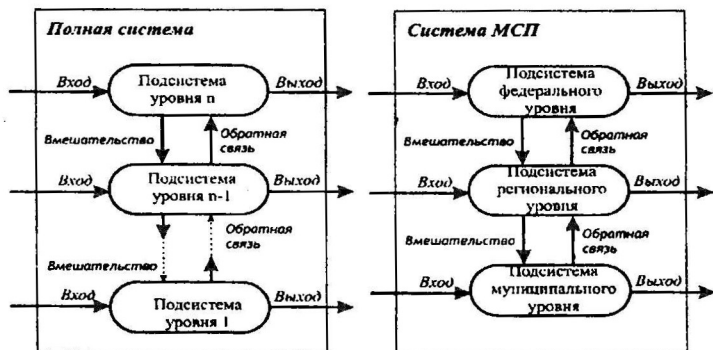 Полная система
Вход
Подсистема
уровня n
Выход
Вмешательство
Обратная
связь
Вход
Подсистема
уровня n-1
Выход
Вмешательство
Обратная
связь
Вход
Подсистема
уровня 1
Выход
Система МСП
Вход
Подсистема
федерального
уровня
Выход
Вмешательство
Обратная
связь
Вход
Подсистема
регионального
уровня
Выход
Вмешательство
Обратная
связь
Вход
Подсистема
муниципального
уровня
Выход